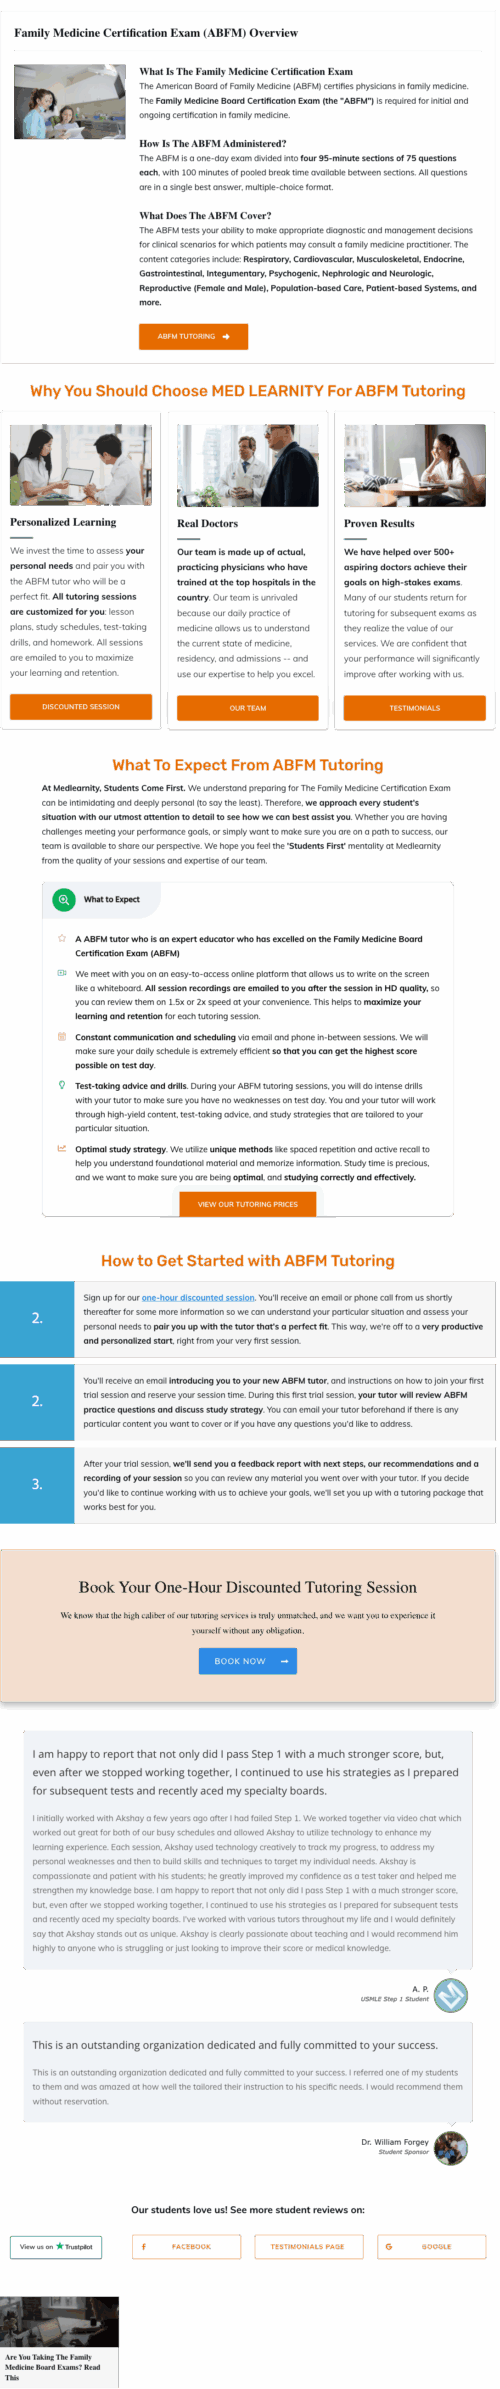 Family Medicine Certification Exam (ABFM) Overview
What Is The Family Medicine Certification Exam
The American Board of Family Medicine (ABFM) certifies physicians in family medicine.
The Family Medicine Board Certification Exam (the "ABFM") is required for initial and
ongoing certification in family medicine.
How Is The ABFM Administered?
The ABFM is a one-day exam divided into four 95-minute sections of 75 questions
each, with 100 minutes of pooled break time available between sections. All questions
are in a single best answer, multiple-choice format.
What Does The ABFM Cover?
The ABFM tests your ability to make appropriate diagnostic and management decisions
for clinical scenarios for which patients may consult a family medicine practitioner. The
content categories include: Respiratory, Cardiovascular, Musculoskeletal, Endocrine,
Gastrointestinal, Integumentary, Psychogenic, Nephrologic and Neurologic,
Reproductive (Female and Male), Population-based Care, Patient-based Systems, and
more.
ABFM TUTORING
Why You Should Choose MED LEARNITY For ABFM Tutoring
Personalized Learning
We invest the time to assess your
personal needs and pair you with
the ABFM tutor who will be a
perfect fit. All tutoring sessions
are customized for you: lesson
plans, study schedules, test-taking
drills, and homework. All sessions
are emailed to you to maximize
your learning and retention.
DISCOUNTED SESSION
Real Doctors
Our team is made up of actual,
practicing physicians who have
trained at the top hospitals in the
country. Our team is unrivaled
because our daily practice of
medicine allows us to understand
the current state of medicine,
residency, and admissions -- and
use our expertise to help you excel.
OUR TEAM
Proven Results
We have helped over 500+
aspiring doctors achieve their
goals on high-stakes exams.
Many of our students return for
tutoring for subsequent exams as
they realize the value of our
services. We are confident that
your performance will significantly
improve after working with us.
TESTIMONIALS
What To Expect From ABFM Tutoring
At Medlearnity, Students Come First. We understand preparing for The Family Medicine Certification Exam
can be intimidating and deeply personal (to say the least). Therefore, we approach every student's
situation with our utmost attention to detail to see how we can best assist you. Whether you are having
challenges meeting your performance goals, or simply want to make sure you are on a path to success, our
team is available to share our perspective. We hope you feel the 'Students First' mentality at Medlearnity
from the quality of your sessions and expertise of our team.
What to Expect
A ABFM tutor who is an expert educator who has excelled on the Family Medicine Board
Certification Exam (ABFM)
We meet with you on an easy-to-access online platform that allows us to write on the screen
like a whiteboard. All session recordings are emailed to you after the session in HD quality, so
you can review them on 1.5x or 2x speed at your convenience. This helps to maximize your
learning and retention for each tutoring session.
Constant communication and scheduling via email and phone in-between sessions. We will
make sure your daily schedule is extremely efficient so that you can get the highest score
possible on test day.
Test-taking advice and drills. During your ABFM tutoring sessions, you will do intense drills
with your tutor to make sure you have no weaknesses on test day. You and your tutor will work
through high-yield content, test-taking advice, and study strategies that are tailored to your
particular situation.
Optimal study strategy. We utilize unique methods like spaced repetition and active recall to
help you understand foundational material and memorize information. Study time is precious,
and we want to make sure you are being optimal, and studying correctly and effectively.
VIEW OUR TUTORING PRICES
How to Get Started with ABFM Tutoring
2.
Sign up for our one-hour discounted session. You'll receive an email or phone call from us shortly
thereafter for some more information so we can understand your particular situation and assess your
personal needs to pair you up with the tutor that's a perfect fit. This way, we're off to a very productive
and personalized start, right from your very first session.
2.
You'll receive an email introducing you to your new ABFM tutor, and instructions on how to join your first
trial session and reserve your session time. During this first trial session, your tutor will review ABFM
practice questions and discuss study strategy. You can email your tutor beforehand if there is any
particular content you want to cover or if you have any questions you'd like to address.
3.
After your trial session, we'll send you a feedback report with next steps, our recommendations and a
recording of your session so you can review any material you went over with your tutor. If you decide
you'd like to continue working with us to achieve your goals, we'll set you up with a tutoring package that
works best for you.
Book Your One-Hour Discounted Tutoring Session
We know that the high caliber of our tutoring services is truly unmatched, and we want you to experience it
yourself without any obligation.
BOOK NOW
I am happy to report that not only did I pass Step 1 with a much stronger score, but,
even after we stopped working together, I continued to use his strategies as I prepared
for subsequent tests and recently aced my specialty boards.
I initially worked with Akshay a few years ago after I had failed Step 1. We worked together via video chat which
worked out great for both of our busy schedules and allowed Akshay to utilize technology to enhance my
learning experience. Each session, Akshay used technology creatively to track my progress, to address my
personal weaknesses and then to build skills and techniques to target my individual needs. Akshay is
compassionate and patient with his students; he greatly improved my confidence as a test taker and helped me
strengthen my knowledge base. I am happy to report that not only did I pass Step 1 with a much stronger score,
but, even after we stopped working together, I continued to use his strategies as I prepared for subsequent tests
and recently aced my specialty boards. I've worked with various tutors throughout my life and I would definitely
say that Akshay stands out as unique. Akshay is clearly passionate about teaching and I would recommend him
highly to anyone who is struggling or just looking to improve their score or medical knowledge.
A. P.
USMLE Step 1 Student
This is an outstanding organization dedicated and fully committed to your success.
This is an outstanding organization dedicated and fully committed to your success. I referred one of my students
to them and was amazed at how well the tailored their instruction to his specific needs. I would recommend them
without reservation.
Dr. William Forgey
Student Sponsor
Our students love us! See more student reviews on:
View us on Trustpilot
FACEBOOK
TESTIMONIALS PAGE
GOOGLE
Are You Taking The Family
Medicine Board Exams? Read
This